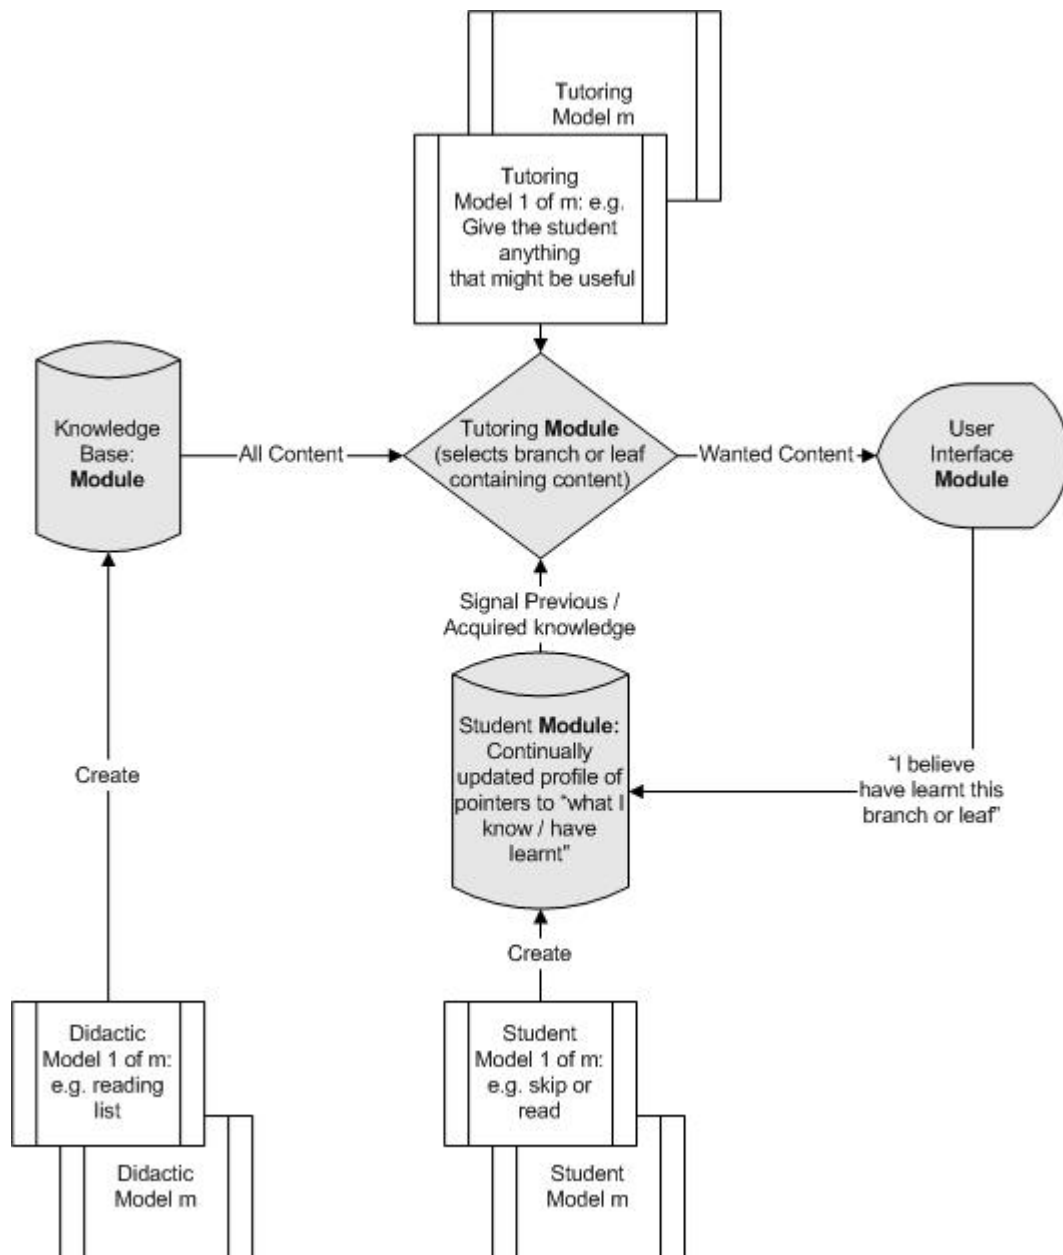 Tutoring
Model m
Tutoring
Model 1 of m: e.g.
Give the student
anything
that might be useful
Knowledge
Base:
Module
All Content
Tutoring Module
(selects branch or leaf
containing content)
Wanted Content
User
Interface
Module
Signal Previous /
Acquired knowledge
Student Module:
Continually
updated profile of
pointers to “what I
know / have
learnt”
“I believe
have learnt this
branch or leaf”
Create
Create
Didactic
Model 1 of m:
e.g. reading
list
Didactic
Model m
Student
Model 1 of m:
e.g. skip or
read
Student
Model m